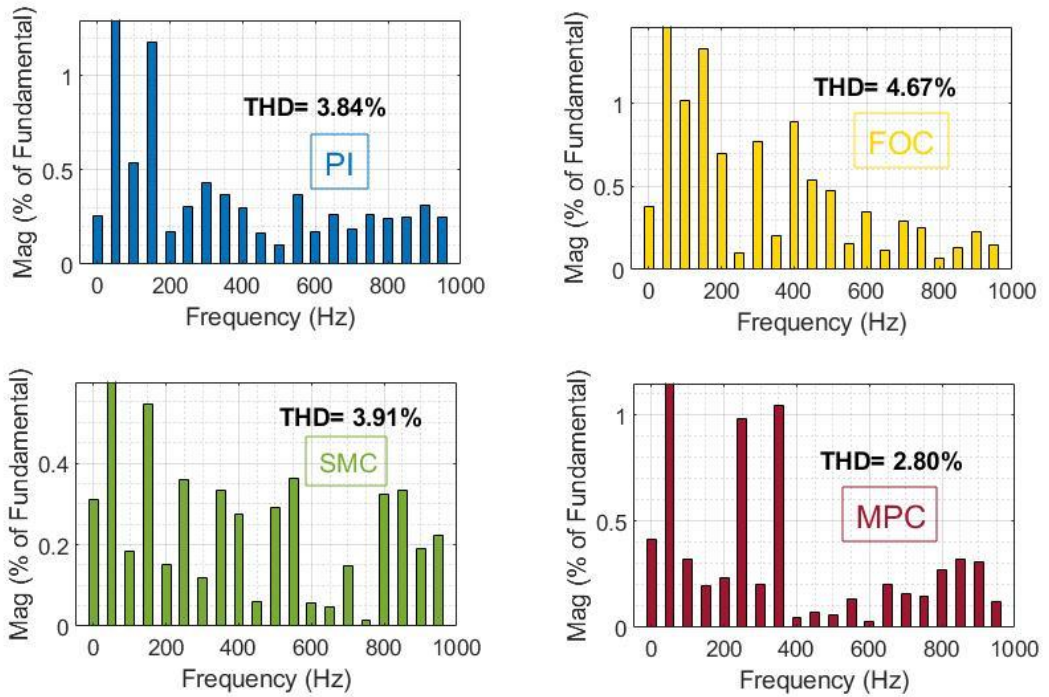 Mag (% of Fundamental)
1
0.5
0
THD= 3.84%
PI
0 200 400 600 800 1000
Frequency (Hz)
Mag (% of Fundamental)
1
0.5
0
THD= 4.67%
FOC
0 200 400 600 800 1000
Frequency (Hz)
Mag (% of Fundamental)
0.4
0.2
0
THD= 3.91%
SMC
0 200 400 600 800 1000
Frequency (Hz)
Mag (% of Fundamental)
1
0.5
0
THD= 2.80%
MPC
0 200 400 600 800 1000
Frequency (Hz)